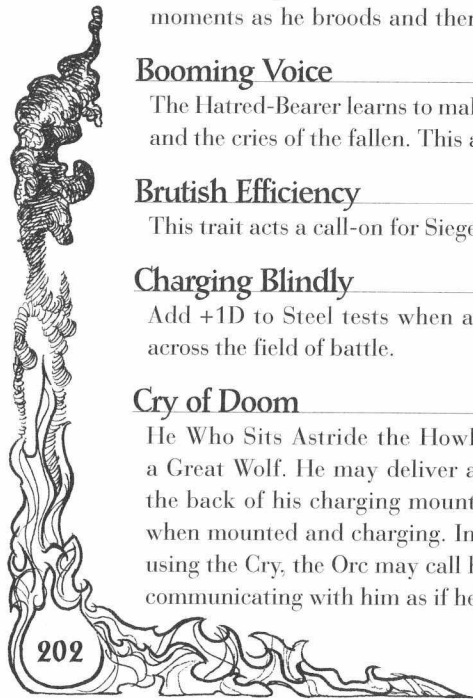 moments as he broods and then
Booming Voice
The Hatred-Bearer learns to mal
and the cries of the fallen. This a
Brutish Efficiency
This trait acts a call-on for Siege
Charging Blindly
Add +1D to Steel tests when a
across the field of battle.
Cry of Doom
He Who Sits Astride the Howl
a Great Wolf. He may deliver a
the back of his charging mount
when mounted and charging. In
using the Cry, the Orc may call h
communicating with him as if he
202